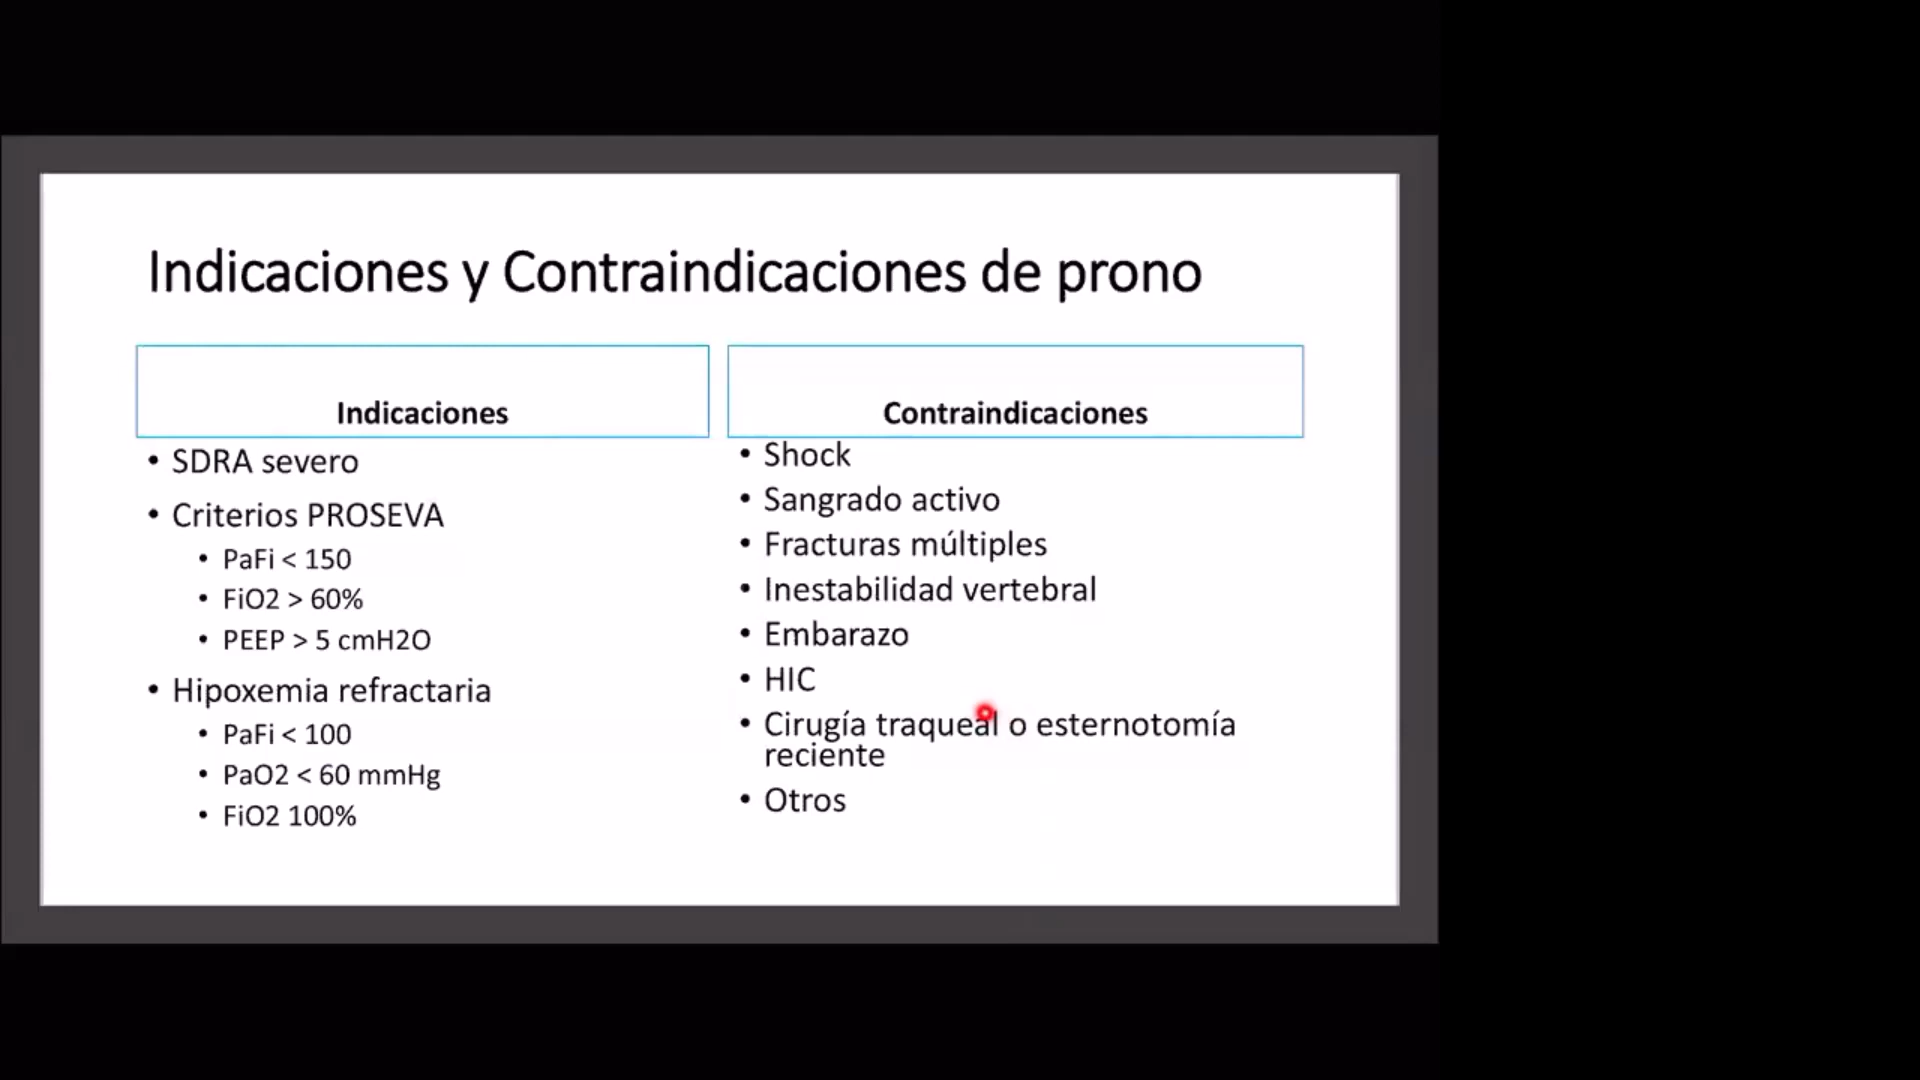 Indicaciones y Contraindicaciones de prono
Indicaciones
• SDRA severo
• Criterios PROSEVA
• PaFi < 150
• FiO2 > 60%
• PEEP > 5 cmH2O
• Hipoxemia refractaria
• PaFi < 100
• PaO2 < 60 mmHg
• FiO2 100%
Contraindicaciones
• Shock
• Sangrado activo
• Fracturas múltiples
• Inestabilidad vertebral
• Embarazo
• HIC
• Cirugía traqueal o esternotomía
reciente
• Otros